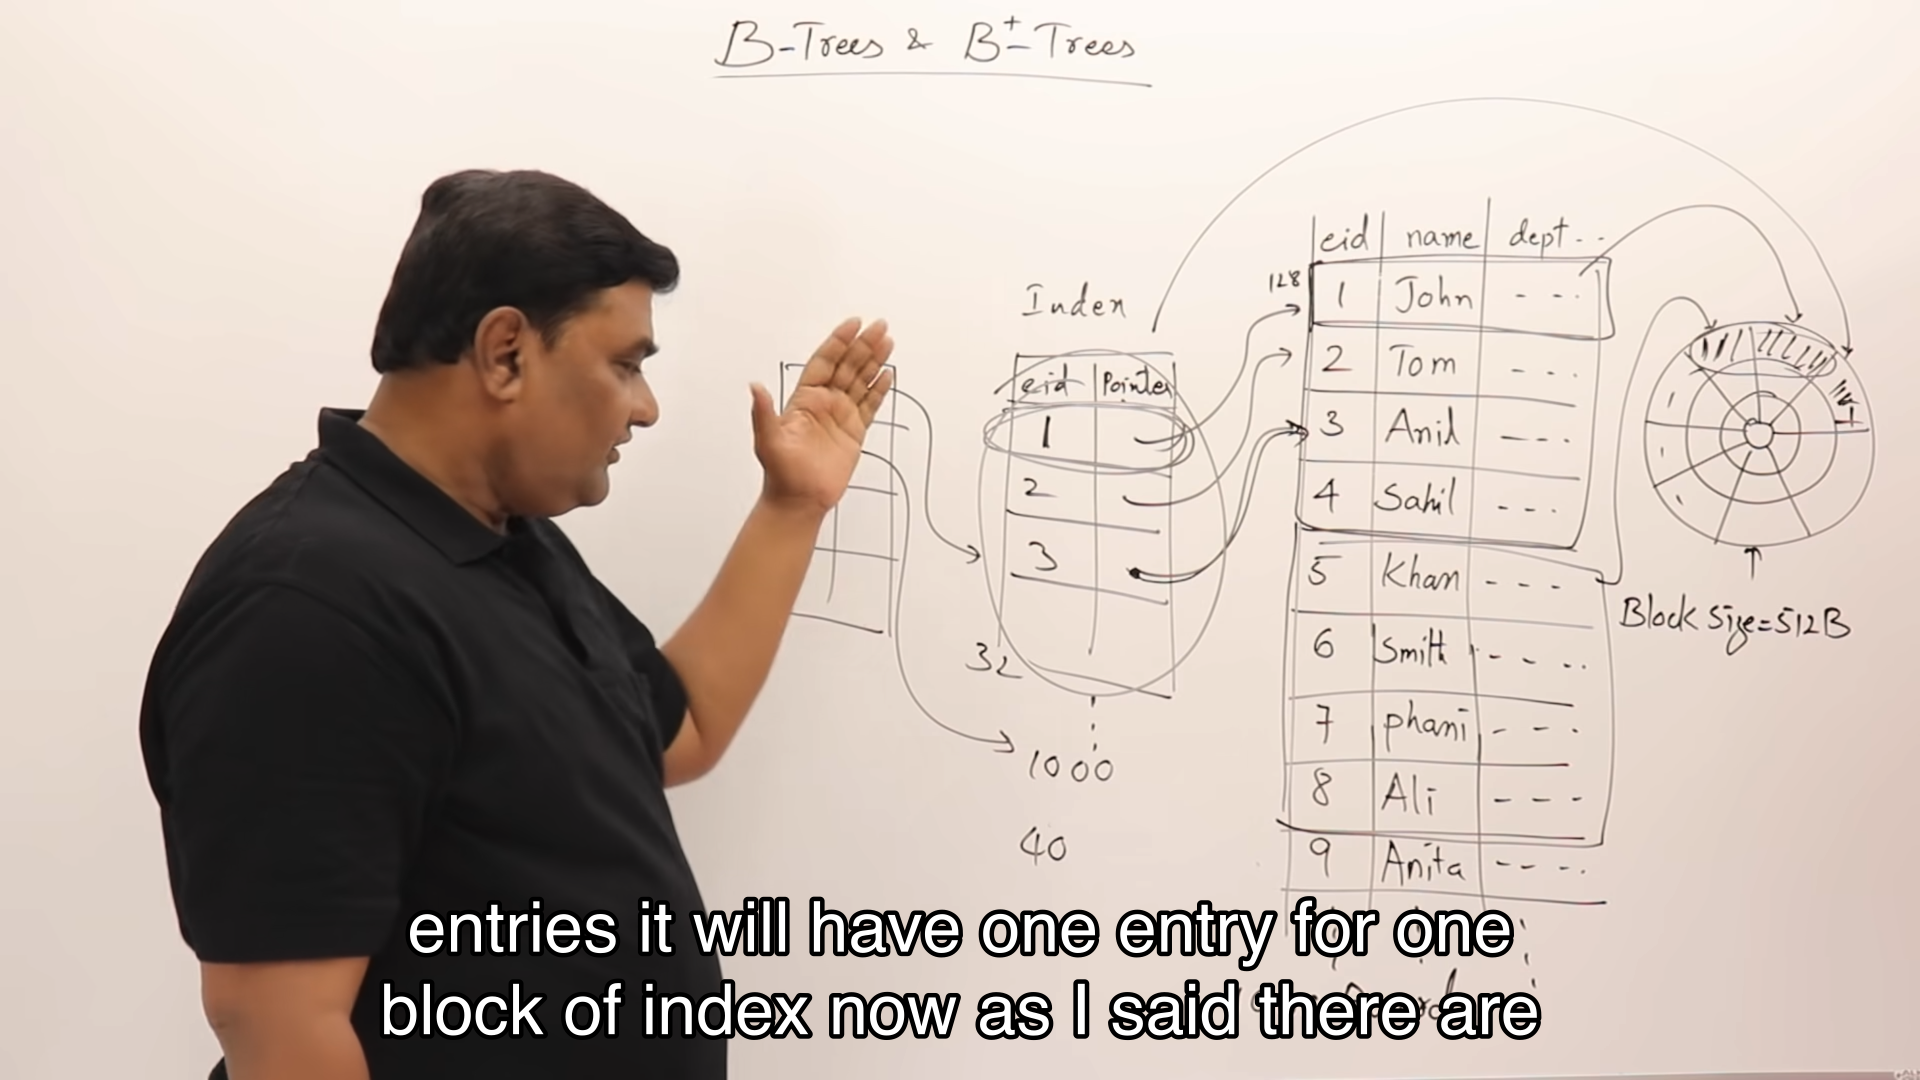 B-Trees & B⁺-Trees
Index
eid Pointer
1
2
3
32
1000
40
eid name dept --
128
1 John - - -
2 Tom - - -
3 Anil - - -
4 Sahil - - -
5 Khan - - -
6 Smith - - - -
7 phani - - -
8 Ali - - -
9 Anita - - - -
Block Size=512B
entries it will have one entry for one
block of index now as I said there are